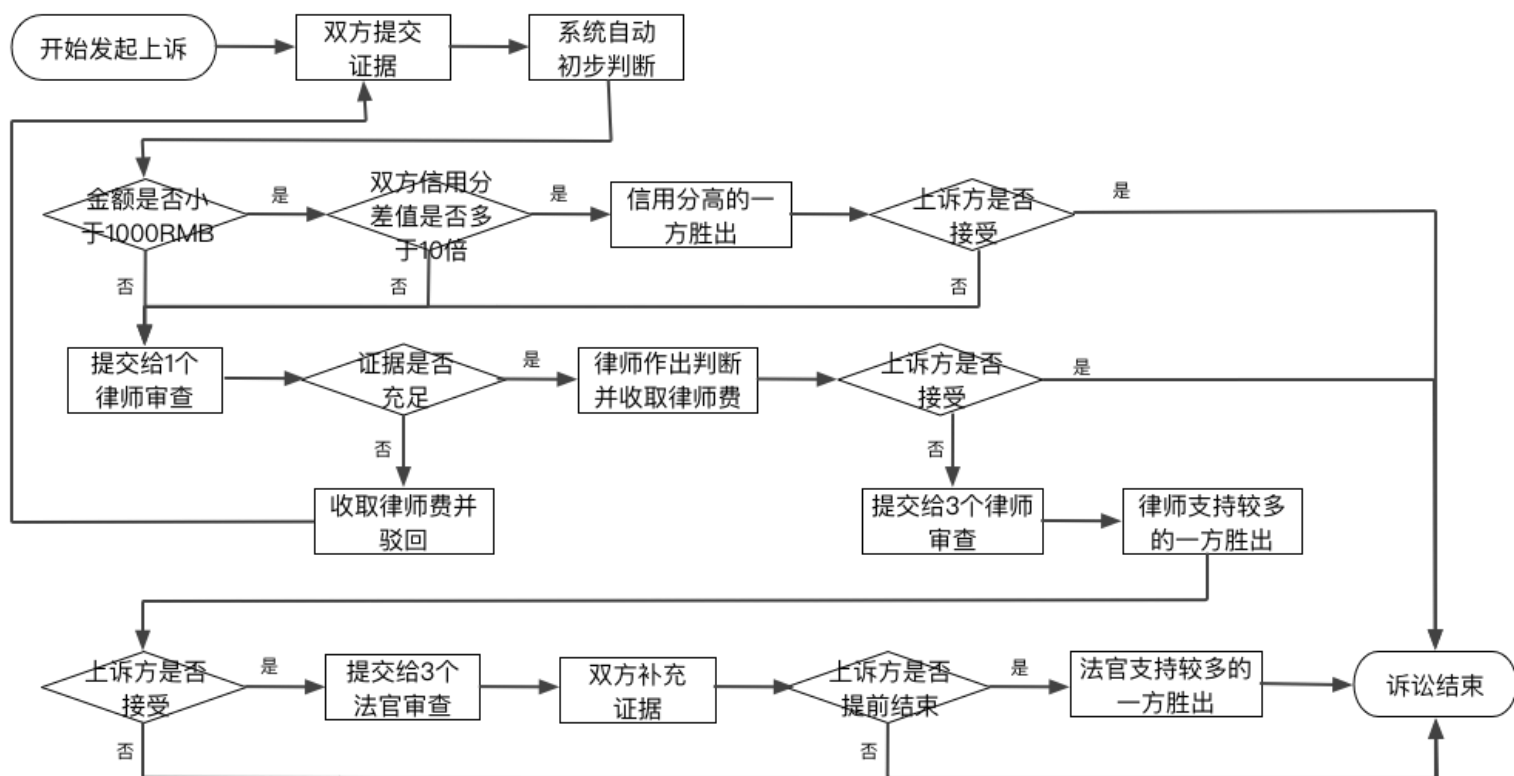 开始发起上诉
双方提交
证据
系统自动
初步判断
金额是否小
于1000RMB
是
双方信用分
差值是否多
于10倍
是
信用分高的一
方胜出
上诉方是否
接受
是
否
否
否
提交给1个
律师审查
证据是否
充足
是
律师作出判断
并收取律师费
上诉方是否
接受
是
否
否
收取律师费并
驳回
提交给3个律师
审查
律师支持较多
的一方胜出
上诉方是否
接受
是
提交给3个
法官审查
双方补充
证据
上诉方是否
提前结束
是
法官支持较多的
一方胜出
诉讼结束
否
否